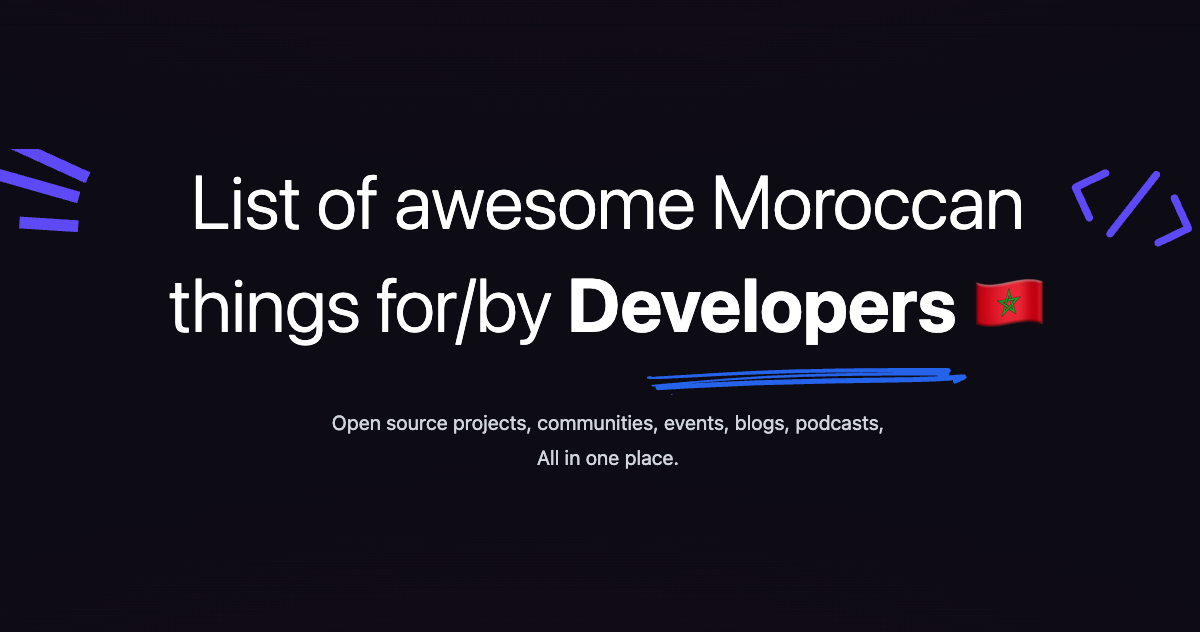 List of awesome Moroccan
things for/by Developers 🇲🇦
Open source projects, communities, events, blogs, podcasts,
All in one place.